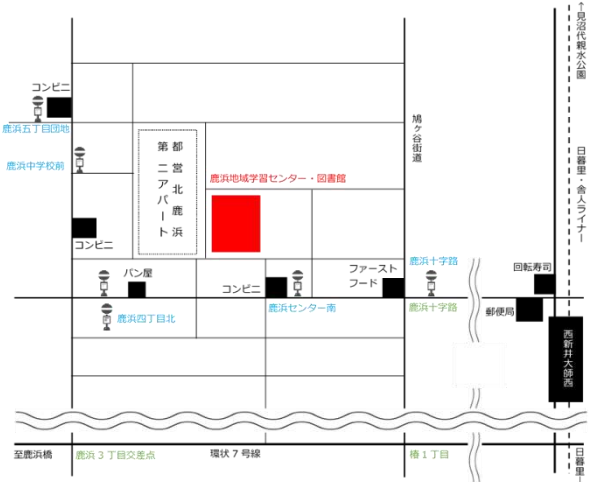 ↑見沼代親水公園
コンビニ
鹿浜五丁目団地
鹿浜中学校前
都営北鹿浜
第二アパート
鳩ヶ谷街道
日暮里・舎人ライナー
鹿浜地域学習センター・図書館
コンビニ
鹿浜十字路
パン屋
コンビニ
ファースト
フード
回転寿司
鹿浜四丁目北
鹿浜センター南
鹿浜十字路
郵便局
西新井大師西
至鹿浜橋
鹿浜3丁目交差点
環状7号線
椿1丁目
日暮里↓